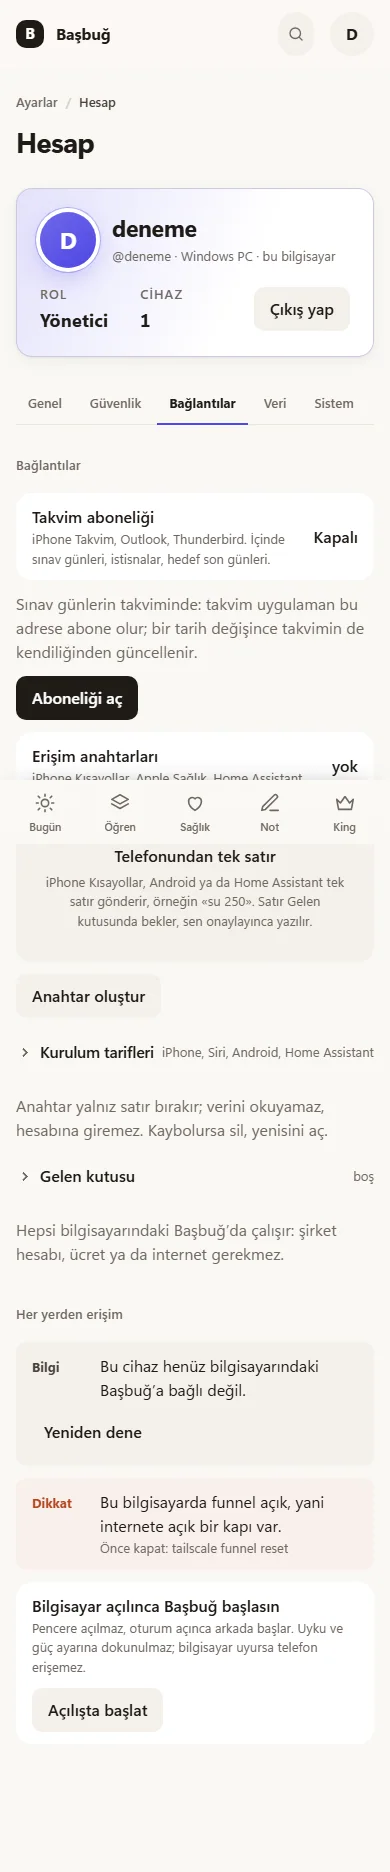 B Başbuğ D
Ayarlar / Hesap
Hesap
D
deneme
@deneme · Windows PC · bu bilgisayar
ROL
Yönetici
CİHAZ
1
Çıkış yap
Genel Güvenlik Bağlantılar Veri Sistem
Bağlantılar
Takvim aboneliği
iPhone Takvim, Outlook, Thunderbird. İçinde
sınav günleri, istisnalar, hedef son günleri.
Kapalı
Sınav günlerin takviminde: takvim uygulaman bu
adrese abone olur; bir tarih değişince takvimin de
kendiliğinden güncellenir.
Aboneliği aç
Erişim anahtarları
iPhone Kısayollar, Apple Sağlık, Home Assistant
yok
Bugün Öğren Sağlık Not King
Telefonundan tek satır
iPhone Kısayollar, Android ya da Home Assistant tek
satır gönderir, örneğin «su 250». Satır Gelen
kutusunda bekler, sen onaylayınca yazılır.
Anahtar oluştur
Kurulum tarifleri iPhone, Siri, Android, Home Assistant
Anahtar yalnız satır bırakır; verini okuyamaz,
hesabına giremez. Kaybolursa sil, yenisini aç.
Gelen kutusu boş
Hepsi bilgisayarındaki Başbuğ’da çalışır: şirket
hesabı, ücret ya da internet gerekmez.
Her yerden erişim
Bilgi
Bu cihaz henüz bilgisayarındaki
Başbuğ’a bağlı değil.
Yeniden dene
Dikkat
Bu bilgisayarda funnel açık, yani
internete açık bir kapı var.
Önce kapat: tailscale funnel reset
Bilgisayar açılınca Başbuğ başlasın
Pencere açılmaz, oturum açınca arkada başlar. Uyku ve
güç ayarına dokunulmaz; bilgisayar uyursa telefon
erişemez.
Açılışta başlat